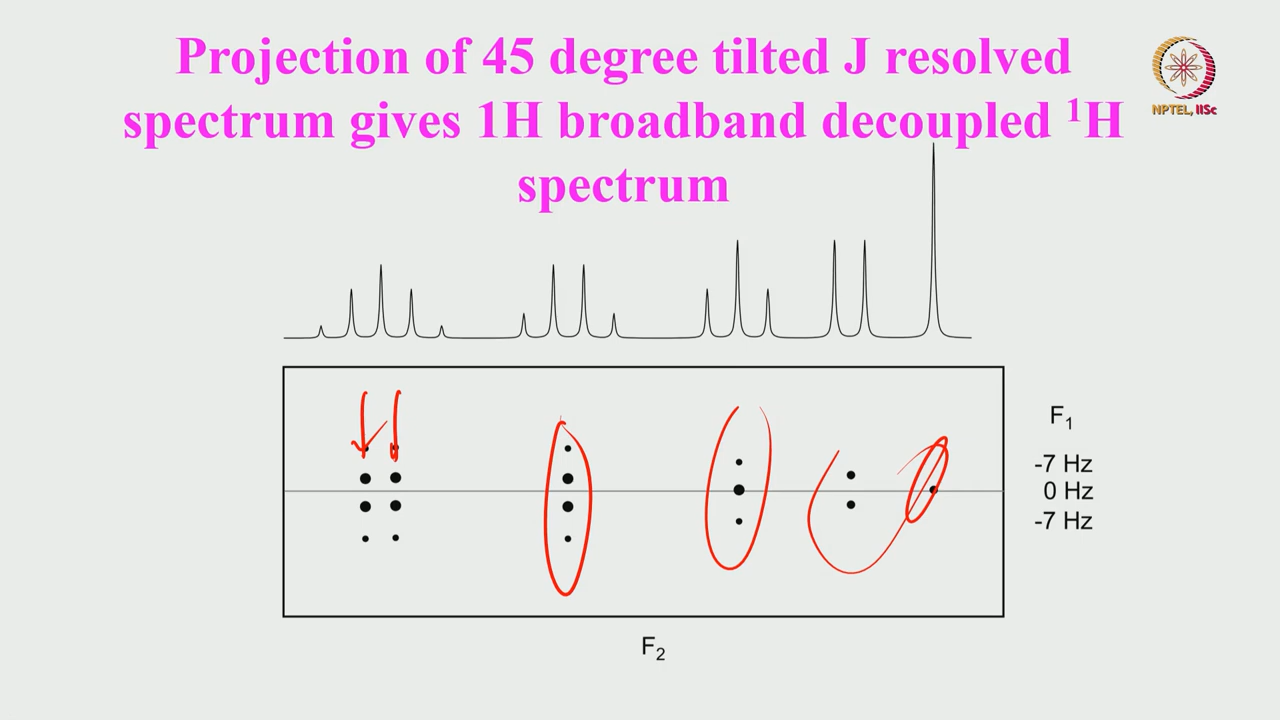 Projection of 45 degree tilted J resolved
spectrum gives 1H broadband decoupled ¹H
spectrum
NPTEL, IISc
F₁
-7 Hz
0 Hz
-7 Hz
F₂